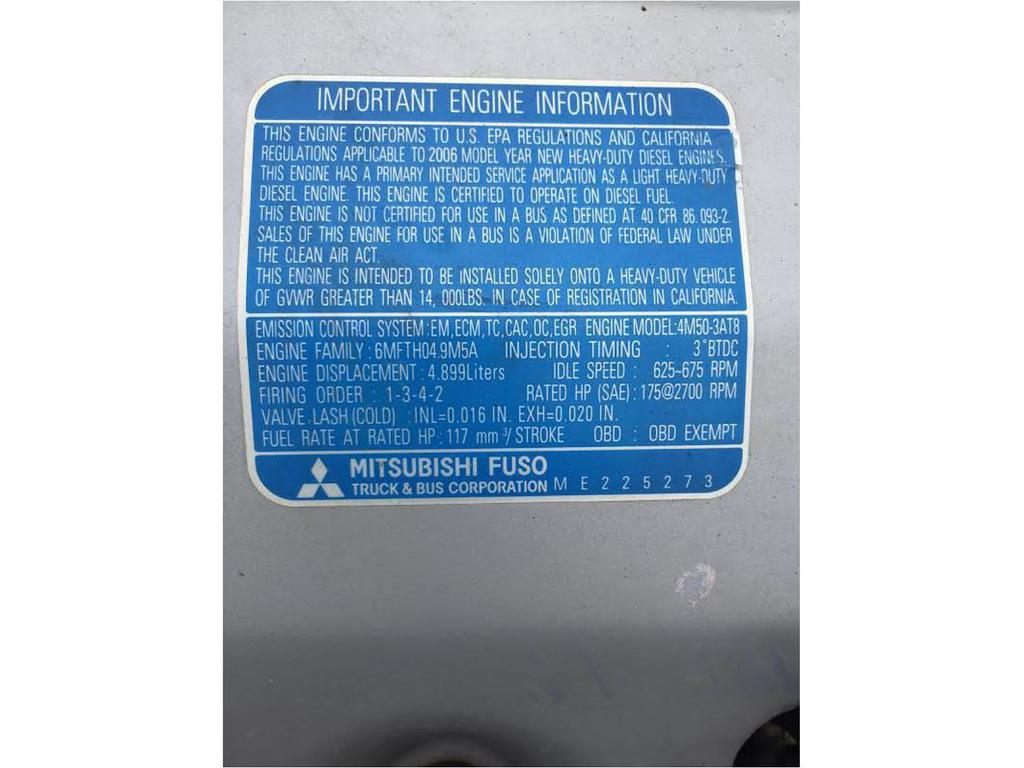 IMPORTANT ENGINE INFORMATION
THIS ENGINE CONFORMS TO U.S. EPA REGULATIONS AND CALIFORNIA
REGULATIONS APPLICABLE TO 2006 MODEL YEAR NEW HEAVY-DUTY DIESEL ENGINES.
THIS ENGINE HAS A PRIMARY INTENDED SERVICE APPLICATION AS A LIGHT HEAVY-DUTY
DIESEL ENGINE. THIS ENGINE IS CERTIFIED TO OPERATE ON DIESEL FUEL.
THIS ENGINE IS NOT CERTIFIED FOR USE IN A BUS AS DEFINED AT 40 CFR 86.093-2.
SALES OF THIS ENGINE FOR USE IN A BUS IS A VIOLATION OF FEDERAL LAW UNDER
THE CLEAN AIR ACT.
THIS ENGINE IS INTENDED TO BE INSTALLED SOLELY ONTO A HEAVY-DUTY VEHICLE
OF GVWR GREATER THAN 14, 000LBS. IN CASE OF REGISTRATION IN CALIFORNIA.
EMISSION CONTROL SYSTEM : EM, ECM, TC, CAC, OC, EGR ENGINE MODEL : 4M50-3AT8
ENGINE FAMILY : 6MFTH04.9M5A INJECTION TIMING : 3°BTDC
ENGINE DISPLACEMENT : 4.899Liters IDLE SPEED : 625~675 RPM
FIRING ORDER : 1-3-4-2 RATED HP (SAE) : 175@2700 RPM
VALVE LASH (COLD) : INL=0.016 IN. EXH=0.020 IN.
FUEL RATE AT RATED HP : 117 mm³/STROKE OBD : OBD EXEMPT
MITSUBISHI FUSO
TRUCK & BUS CORPORATION ME225273